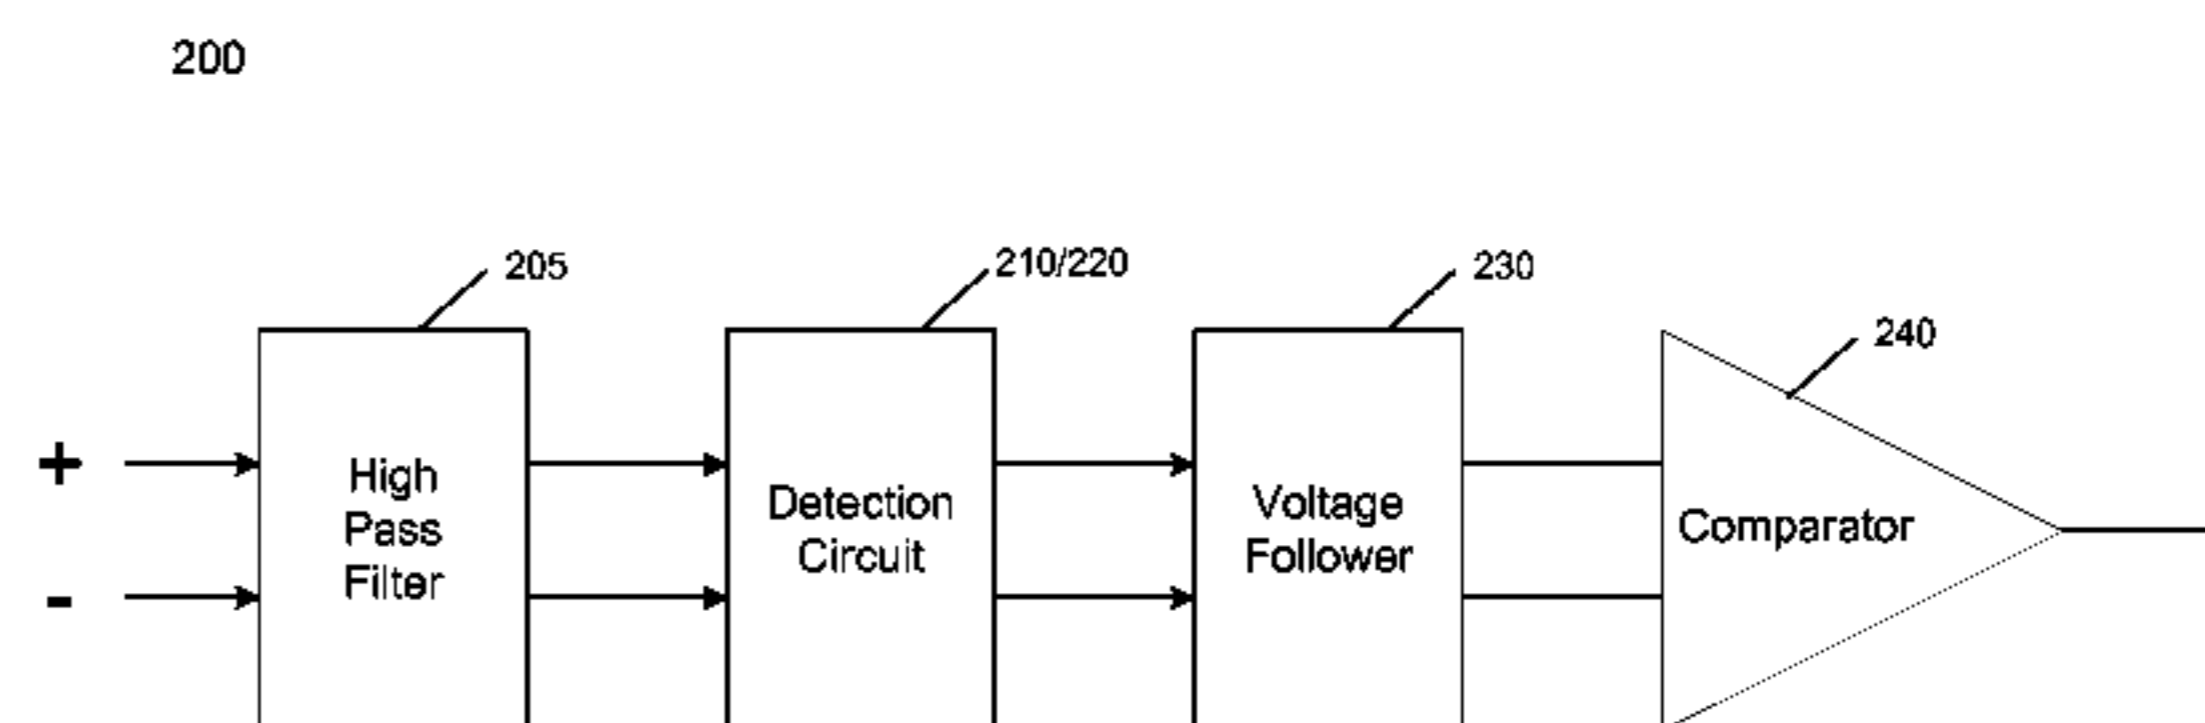 200
205
210/220
230
240
+
-
High
Pass
Filter
Detection
Circuit
Voltage
Follower
Comparator